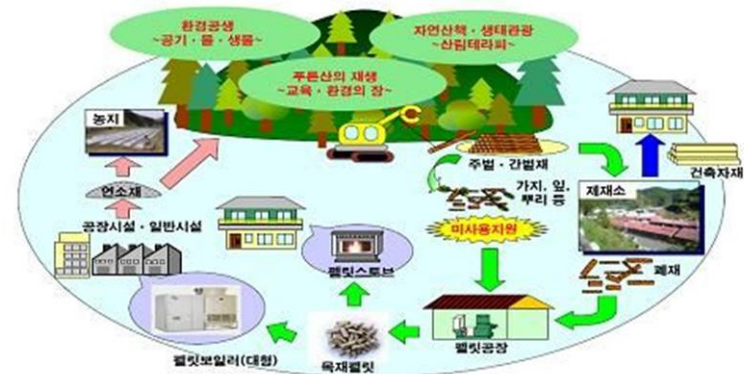 환경공생
~공기·물·생물~
자연산책·생태관광
~산림테라피~
푸른산의 재생
~교육·환경의 장~
농지
주벌·간벌재
건축자재
연소재
가지, 잎,
뿌리 등
제재소
공장시설·일반시설
미사용지원
펠릿스토브
폐재
펠릿공장
펠릿보일러(대형)
목재펠릿